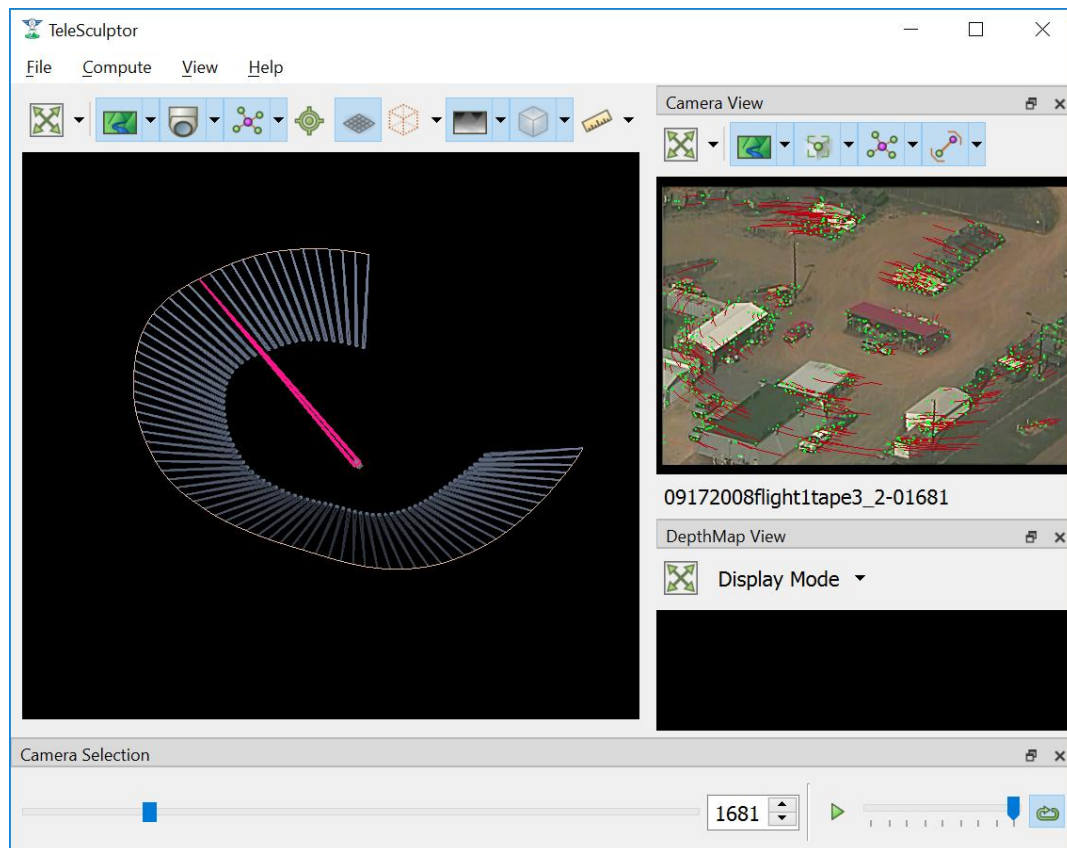 TeleSculptor
File Compute View Help
Camera View
09172008flight1tape3_2-01681
DepthMap View
Display Mode
Camera Selection
1681